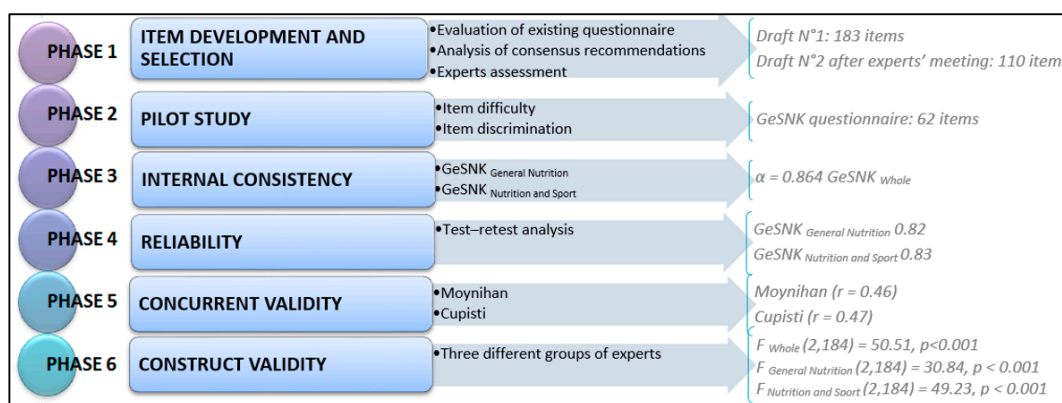 PHASE 1
ITEM DEVELOPMENT AND
SELECTION
•Evaluation of existing questionnaire
•Analysis of consensus recommendations
•Experts assessment
Draft N°1: 183 items
Draft N°2 after experts' meeting: 110 item
PHASE 2
PILOT STUDY
•Item difficulty
•Item discrimination
GeSNK questionnaire: 62 items
PHASE 3
INTERNAL CONSISTENCY
•GeSNK General Nutrition
•GeSNK Nutrition and Sport
α = 0.864 GeSNK Whole
PHASE 4
RELIABILITY
•Test–retest analysis
GeSNK General Nutrition 0.82
GeSNK Nutrition and Sport 0.83
PHASE 5
CONCURRENT VALIDITY
•Moynihan
•Cupisti
Moynihan (r = 0.46)
Cupisti (r = 0.47)
PHASE 6
CONSTRUCT VALIDITY
•Three different groups of experts
F Whole (2,184) = 50.51, p<0.001
F General Nutrition (2,184) = 30.84, p < 0.001
F Nutrition and Sport (2,184) = 49.23, p < 0.001